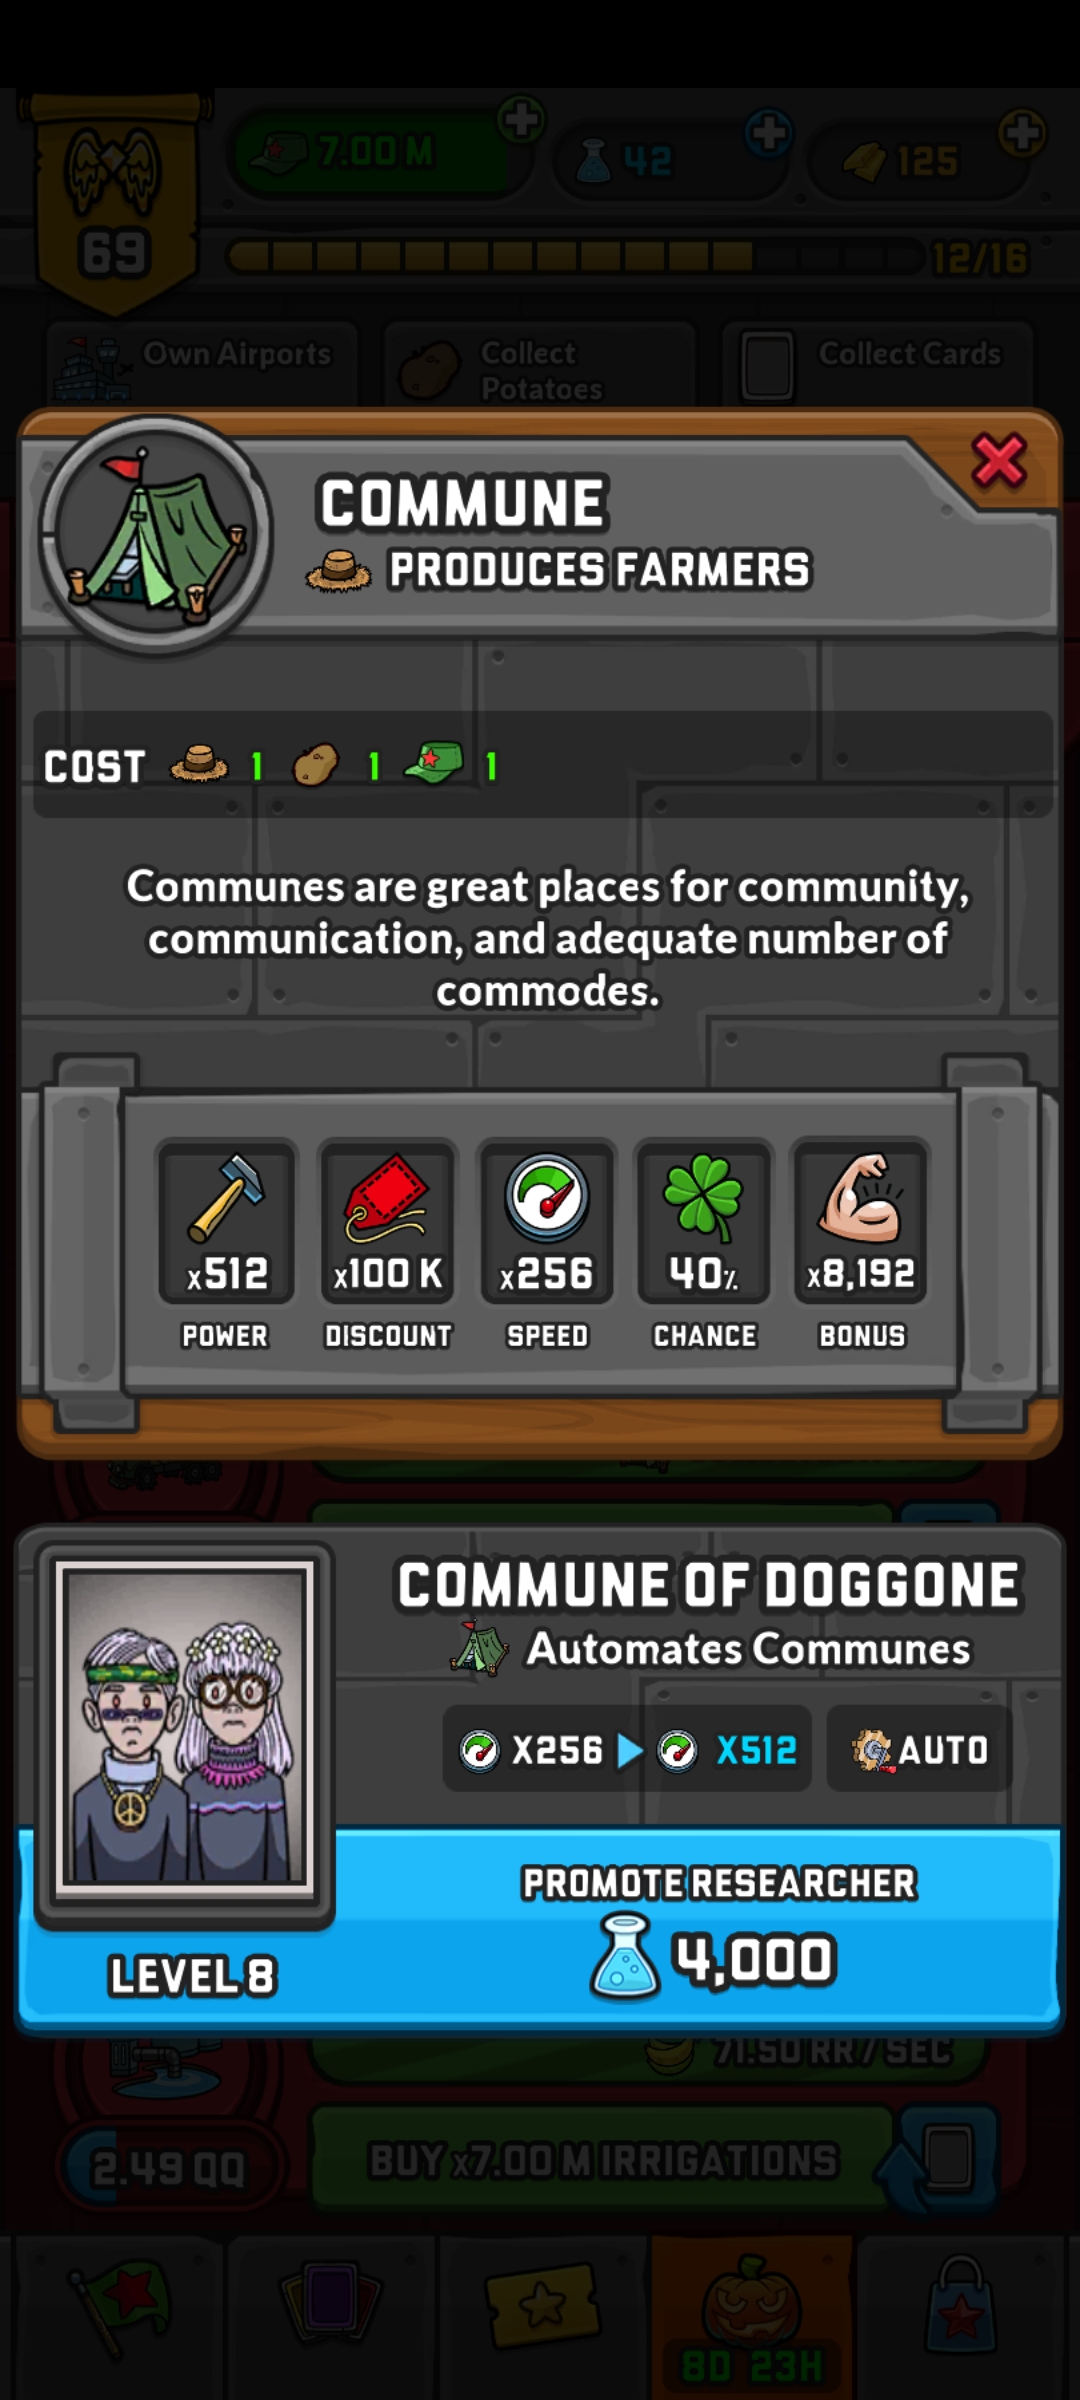 7.00 M
42
125
69
12/16
Own Airports
Collect
Potatoes
Collect Cards
COMMUNE
PRODUCES FARMERS
COST 1 1 1
Communes are great places for community,
communication, and adequate number of
commodes.
x512
x100 K
x256
40%
x8,192
POWER
DISCOUNT
SPEED
CHANCE
BONUS
COMMUNE OF DOGGONE
Automates Communes
X256 X512 AUTO
PROMOTE RESEARCHER
4,000
LEVEL 8
71.50 RR / SEC
2.49 QQ
BUY x7.00 M IRRIGATIONS
8D 23H